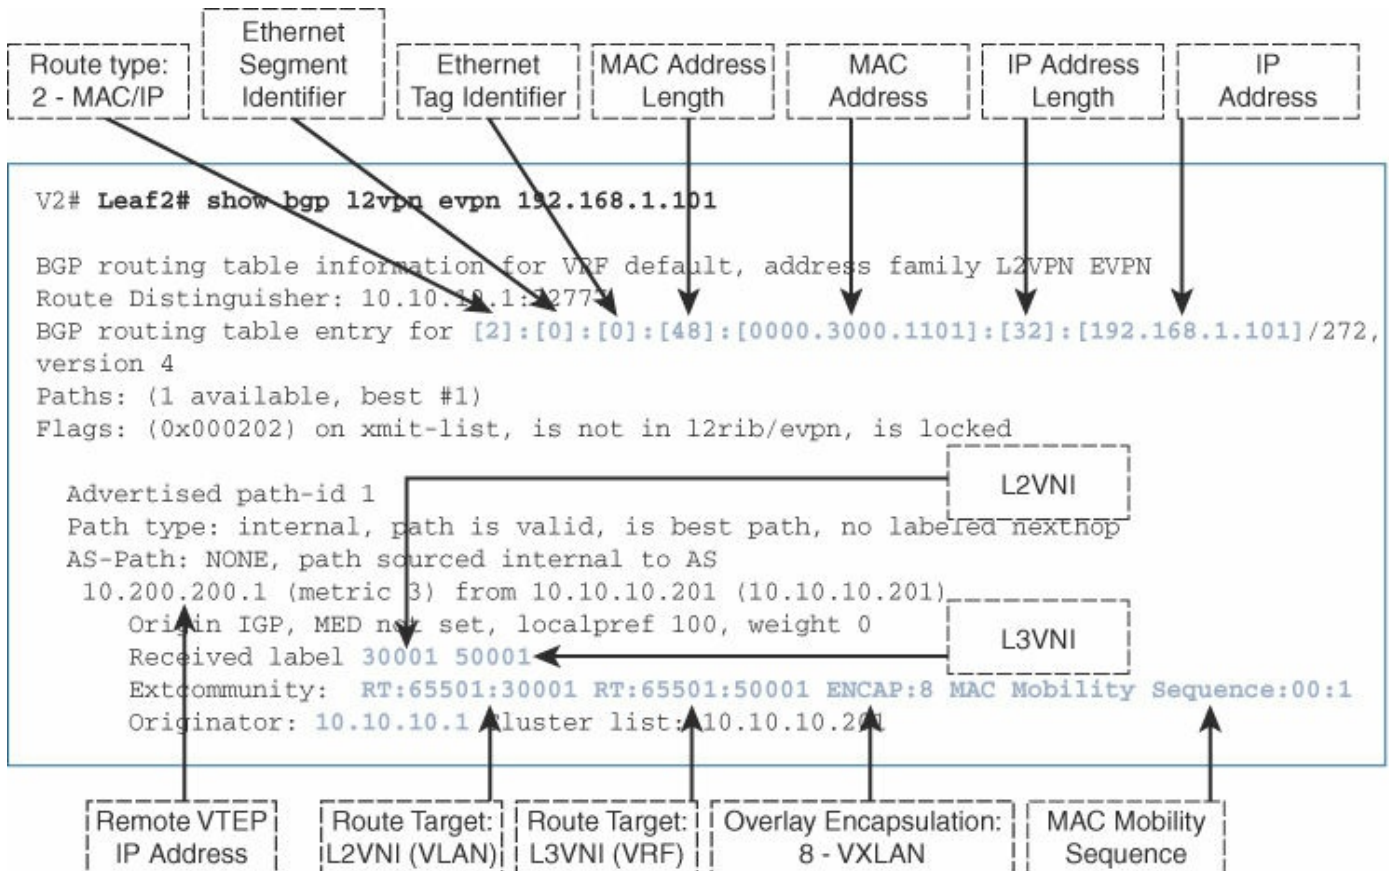 Route type:
2 - MAC/IP
Ethernet
Segment
Identifier
Ethernet
Tag Identifier
MAC Address
Length
MAC
Address
IP Address
Length
IP
Address
V2# Leaf2# show bgp l2vpn evpn 192.168.1.101
BGP routing table information for VRF default, address family L2VPN EVPN
Route Distinguisher: 10.10.10.1:32777
BGP routing table entry for [2]:[0]:[0]:[48]:[0000.3000.1101]:[32]:[192.168.1.101]/272,
version 4
Paths: (1 available, best #1)
Flags: (0x000202) on xmit-list, is not in l2rib/evpn, is locked
L2VNI
Advertised path-id 1
Path type: internal, path is valid, is best path, no labeled nexthop
AS-Path: NONE, path sourced internal to AS
10.200.200.1 (metric 3) from 10.10.10.201 (10.10.10.201)
Origin IGP, MED not set, localpref 100, weight 0
L3VNI
Received label 30001 50001
Extcommunity: RT:65501:30001 RT:65501:50001 ENCAP:8 MAC Mobility Sequence:00:1
Originator: 10.10.10.1 Cluster list: 10.10.10.201
Remote VTEP
IP Address
Route Target:
L2VNI (VLAN)
Route Target:
L3VNI (VRF)
Overlay Encapsulation:
8 - VXLAN
MAC Mobility
Sequence